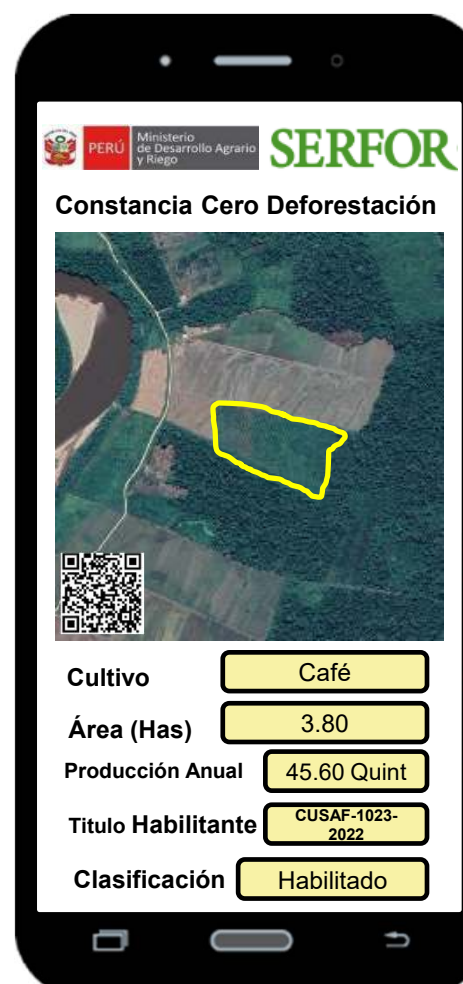 PERÚ
Ministerio
de Desarrollo Agrario
y Riego
SERFOR
Constancia Cero Deforestación
Cultivo
Café
Área (Has)
3.80
Producción Anual
45.60 Quint
Titulo Habilitante
CUSAF-1023-
2022
Clasificación
Habilitado